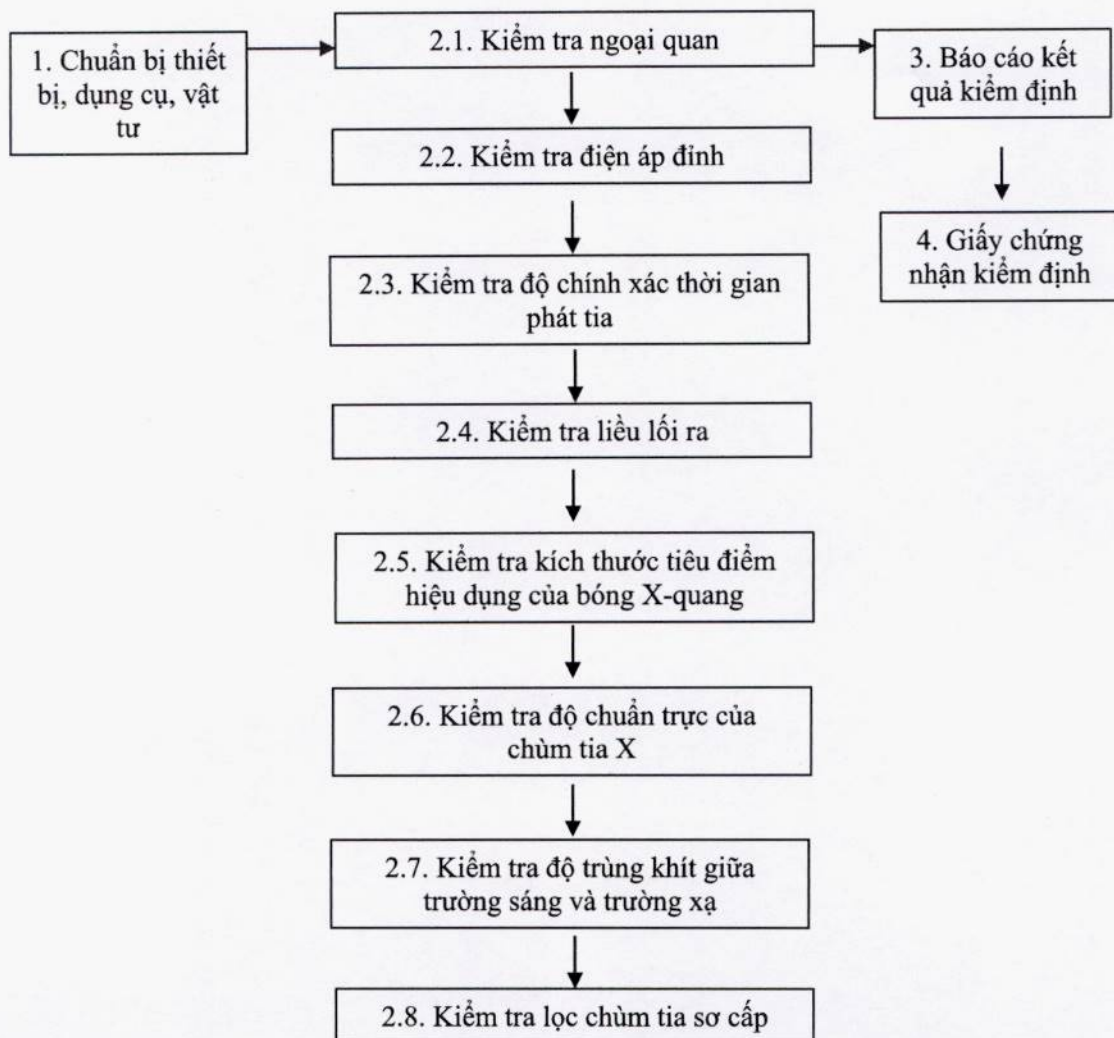 1. Chuẩn bị thiết
bị, dụng cụ, vật
tư
2.1. Kiểm tra ngoại quan
2.2. Kiểm tra điện áp đỉnh
2.3. Kiểm tra độ chính xác thời gian
phát tia
2.4. Kiểm tra liều lối ra
2.5. Kiểm tra kích thước tiêu điểm
hiệu dụng của bóng X-quang
2.6. Kiểm tra độ chuẩn trực của
chùm tia X
2.7. Kiểm tra độ trùng khít giữa
trường sáng và trường xạ
2.8. Kiểm tra lọc chùm tia sơ cấp
3. Báo cáo kết
quả kiểm định
4. Giấy chứng
nhận kiểm định